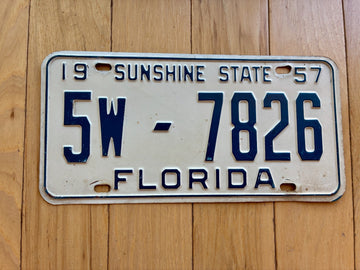 19 SUNSHINE STATE 57
5W - 7826
FLORIDA